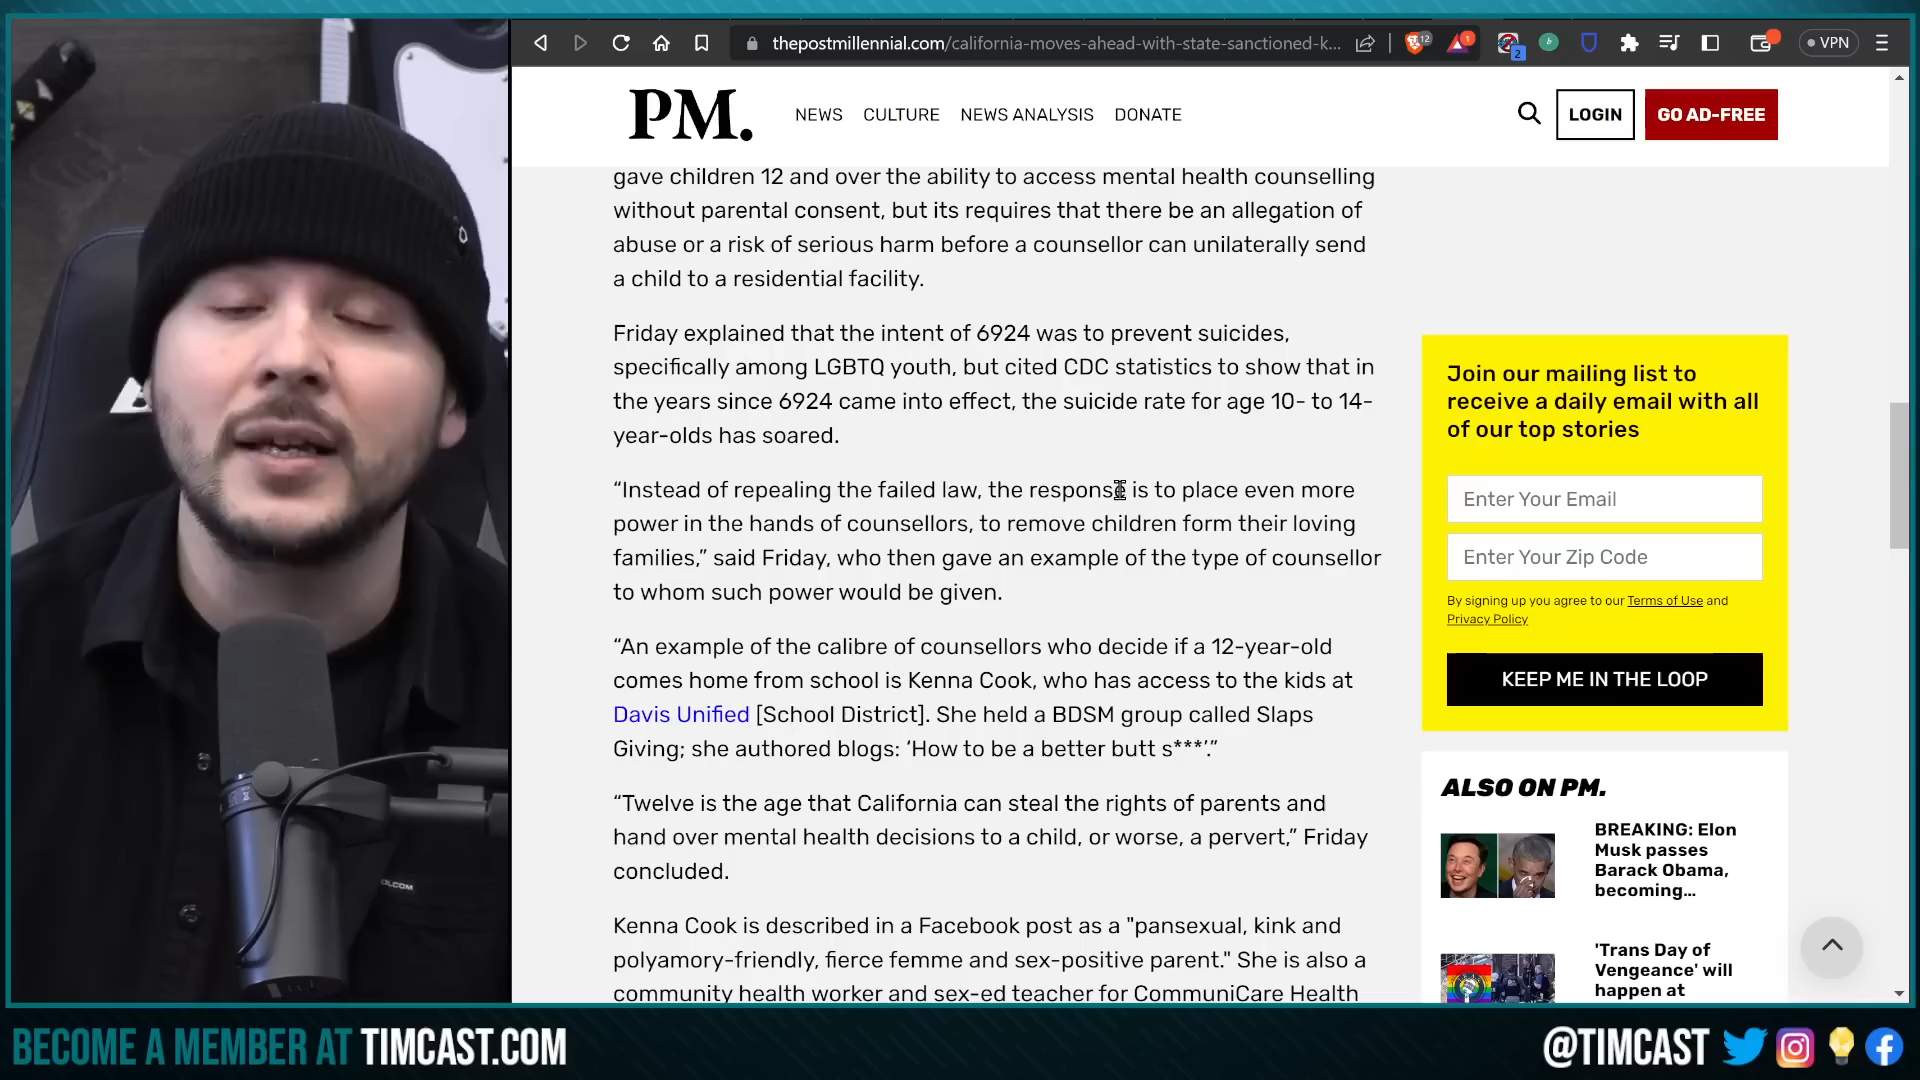 thepostmillennial.com/california-moves-ahead-with-state-sanctioned-k...
12
1
2
VPN
PM.
NEWS CULTURE NEWS ANALYSIS DONATE
LOGIN
GO AD-FREE
gave children 12 and over the ability to access mental health counselling
without parental consent, but its requires that there be an allegation of
abuse or a risk of serious harm before a counsellor can unilaterally send
a child to a residential facility.
Friday explained that the intent of 6924 was to prevent suicides,
specifically among LGBTQ youth, but cited CDC statistics to show that in
the years since 6924 came into effect, the suicide rate for age 10- to 14-
year-olds has soared.
“Instead of repealing the failed law, the response is to place even more
power in the hands of counsellors, to remove children form their loving
families,” said Friday, who then gave an example of the type of counsellor
to whom such power would be given.
“An example of the calibre of counsellors who decide if a 12-year-old
comes home from school is Kenna Cook, who has access to the kids at
Davis Unified [School District]. She held a BDSM group called Slaps
Giving; she authored blogs: ‘How to be a better butt s***’.”
“Twelve is the age that California can steal the rights of parents and
hand over mental health decisions to a child, or worse, a pervert,” Friday
concluded.
Kenna Cook is described in a Facebook post as a "pansexual, kink and
polyamory-friendly, fierce femme and sex-positive parent." She is also a
community health worker and sex-ed teacher for CommuniCare Health
Join our mailing list to
receive a daily email with all
of our top stories
Enter Your Email
Enter Your Zip Code
By signing up you agree to our Terms of Use and
Privacy Policy
KEEP ME IN THE LOOP
ALSO ON PM.
BREAKING: Elon
Musk passes
Barack Obama,
becoming...
'Trans Day of
Vengeance' will
happen at
BECOME A MEMBER AT TIMCAST.COM
@TIMCAST